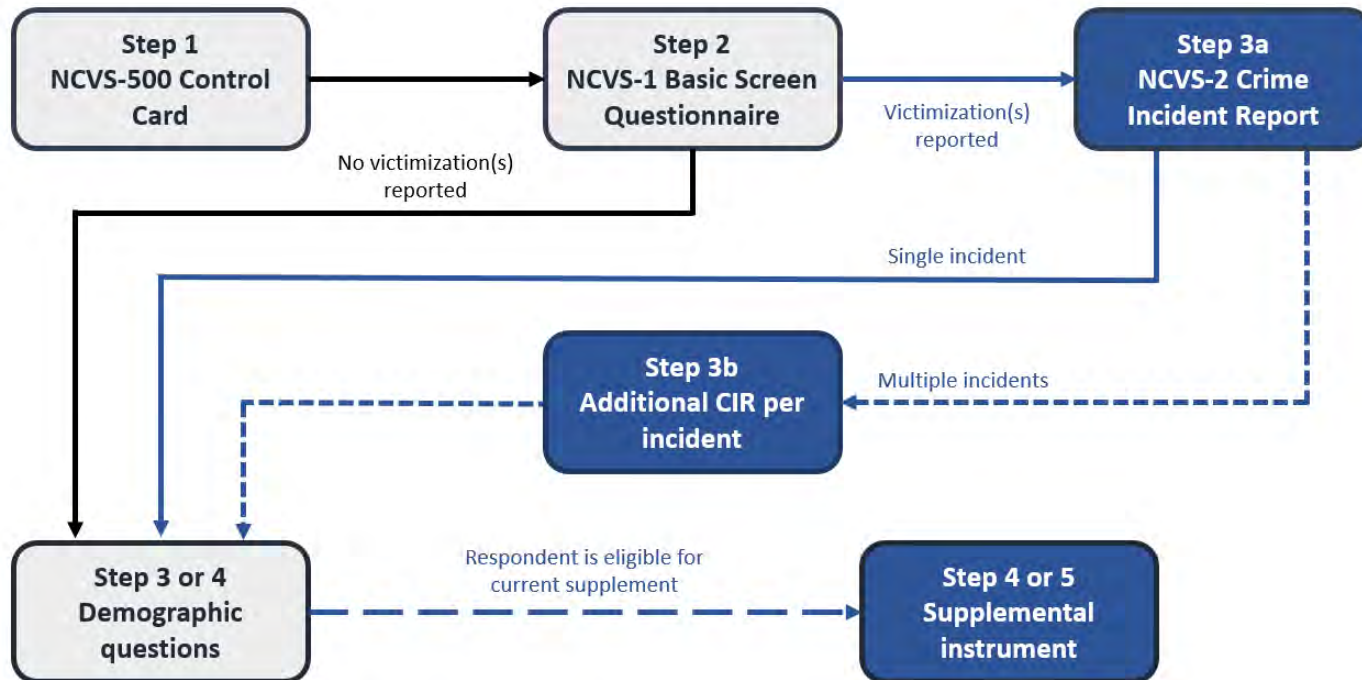 Step 1
NCVS-500 Control
Card
Step 2
NCVS-1 Basic Screen
Questionnaire
Step 3a
NCVS-2 Crime
Incident Report
Victimization(s)
reported
No victimization(s)
reported
Single incident
Step 3b
Additional CIR per
incident
Multiple incidents
Step 3 or 4
Demographic
questions
Respondent is eligible for
current supplement
Step 4 or 5
Supplemental
instrument